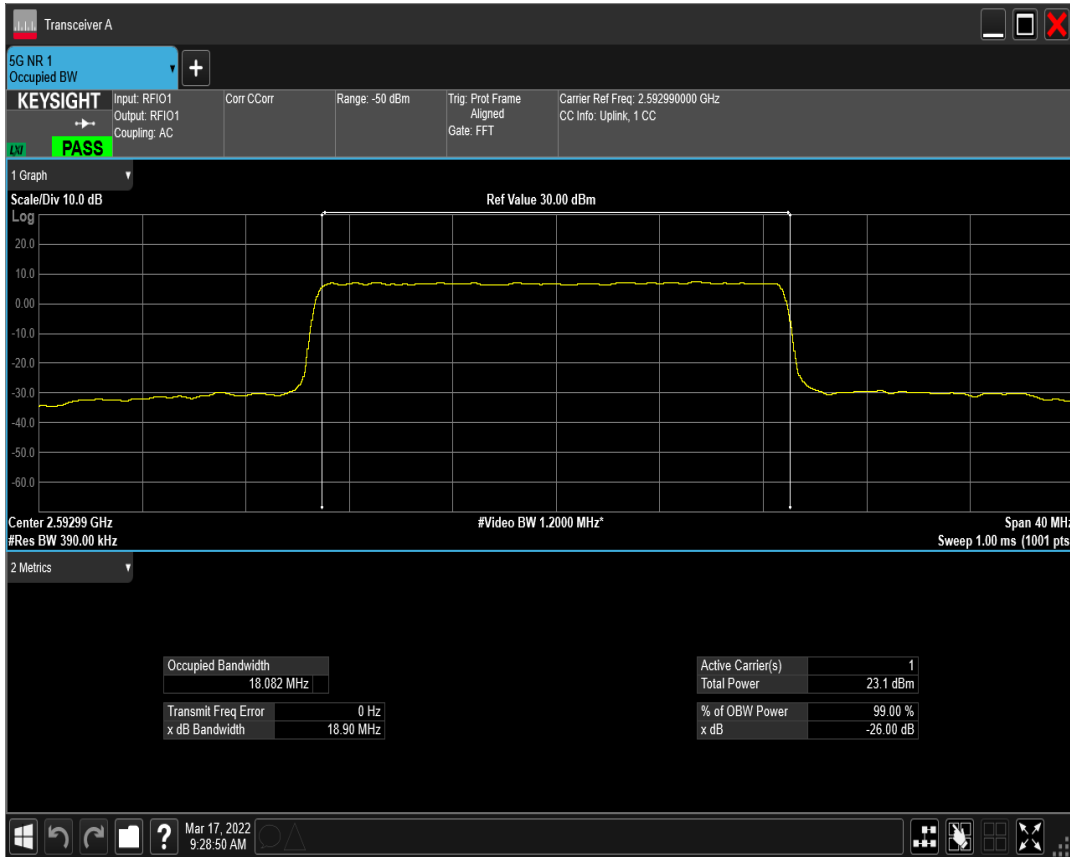 Transceiver A
5G NR 1
Occupied BW
KEYSIGHT
LXI
PASS
Input: RFIO1
Output: RFIO1
Coupling: AC
Corr CCorr
Range: -50 dBm
Trig: Prot Frame
Aligned
Gate: FFT
Carrier Ref Freq: 2.592990000 GHz
CC Info: Uplink, 1 CC
1 Graph
Scale/Div 10.0 dB
Ref Value 30.00 dBm
Log
20.0
10.0
0.00
-10.0
-20.0
-30.0
-40.0
-50.0
-60.0
Center 2.59299 GHz
#Video BW 1.2000 MHz*
Span 40 MHz
#Res BW 390.00 kHz
Sweep 1.00 ms (1001 pts
2 Metrics
Occupied Bandwidth
18.082 MHz
Transmit Freq Error 0 Hz
x dB Bandwidth 18.90 MHz
Active Carrier(s) 1
Total Power 23.1 dBm
% of OBW Power 99.00 %
x dB -26.00 dB
Mar 17, 2022
9:28:50 AM